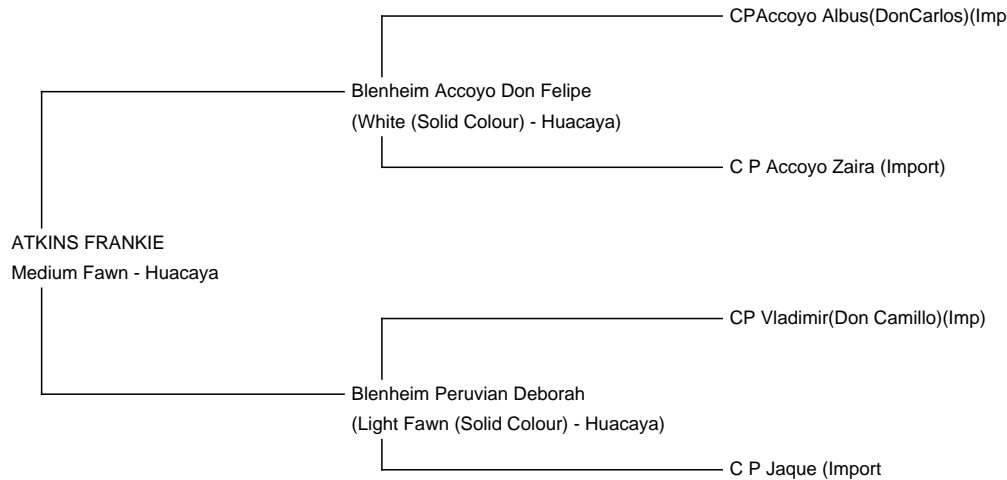 CPAccoyo Albus(DonCarlos)(Imp
Blenheim Accoyo Don Felipe
(White (Solid Colour) - Huacaya)
C P Accoyo Zaira (Import)
ATKINS FRANKIE
Medium Fawn - Huacaya
CP Vladimir(Don Camillo)(Imp)
Blenheim Peruvian Deborah
(Light Fawn (Solid Colour) - Huacaya)
C P Jaque (Import